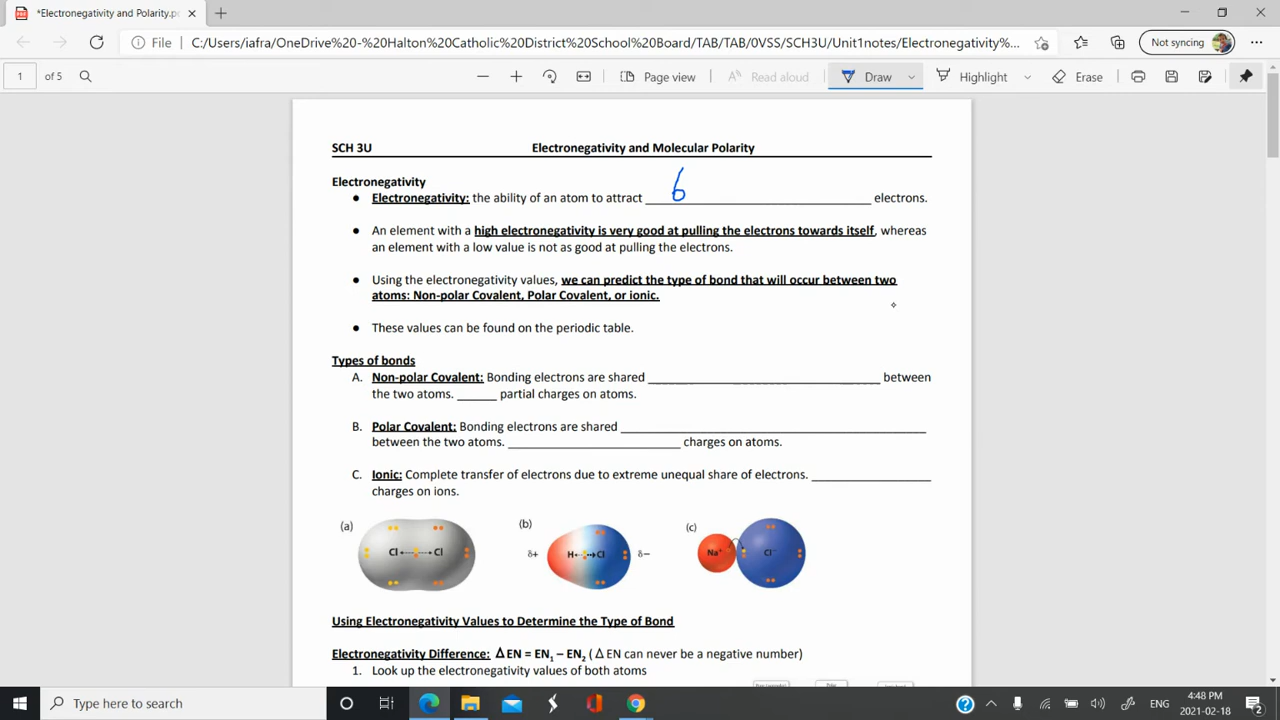 *Electronegativity and Polarity.pd
Not syncing
File C:/Users/iafra/OneDrive%20-%20Halton%20Catholic%20District%20School%20Board/TAB/TAB/0VSS/SCH3U/Unit1notes/Electronegativity%...
1 of 5 Page view Read aloud Draw Highlight Erase
SCH 3U Electronegativity and Molecular Polarity
Electronegativity
● Electronegativity: the ability of an atom to attract 6 electrons.
● An element with a high electronegativity is very good at pulling the electrons towards itself, whereas
an element with a low value is not as good at pulling the electrons.
● Using the electronegativity values, we can predict the type of bond that will occur between two
atoms: Non-polar Covalent, Polar Covalent, or ionic.
● These values can be found on the periodic table.
Types of bonds
A. Non-polar Covalent: Bonding electrons are shared ____ between
the two atoms. ____ partial charges on atoms.
B. Polar Covalent: Bonding electrons are shared ____
between the two atoms. ____ charges on atoms.
C. Ionic: Complete transfer of electrons due to extreme unequal share of electrons. ____
charges on ions.
(a) (b) (c)
Cl Cl δ+ H Cl δ− Na⁺ Cl⁻
Using Electronegativity Values to Determine the Type of Bond
Electronegativity Difference: Δ EN = EN₁ – EN₂ ( Δ EN can never be a negative number)
1. Look up the electronegativity values of both atoms
Type here to search
ENG
4:48 PM
2021-02-18
2